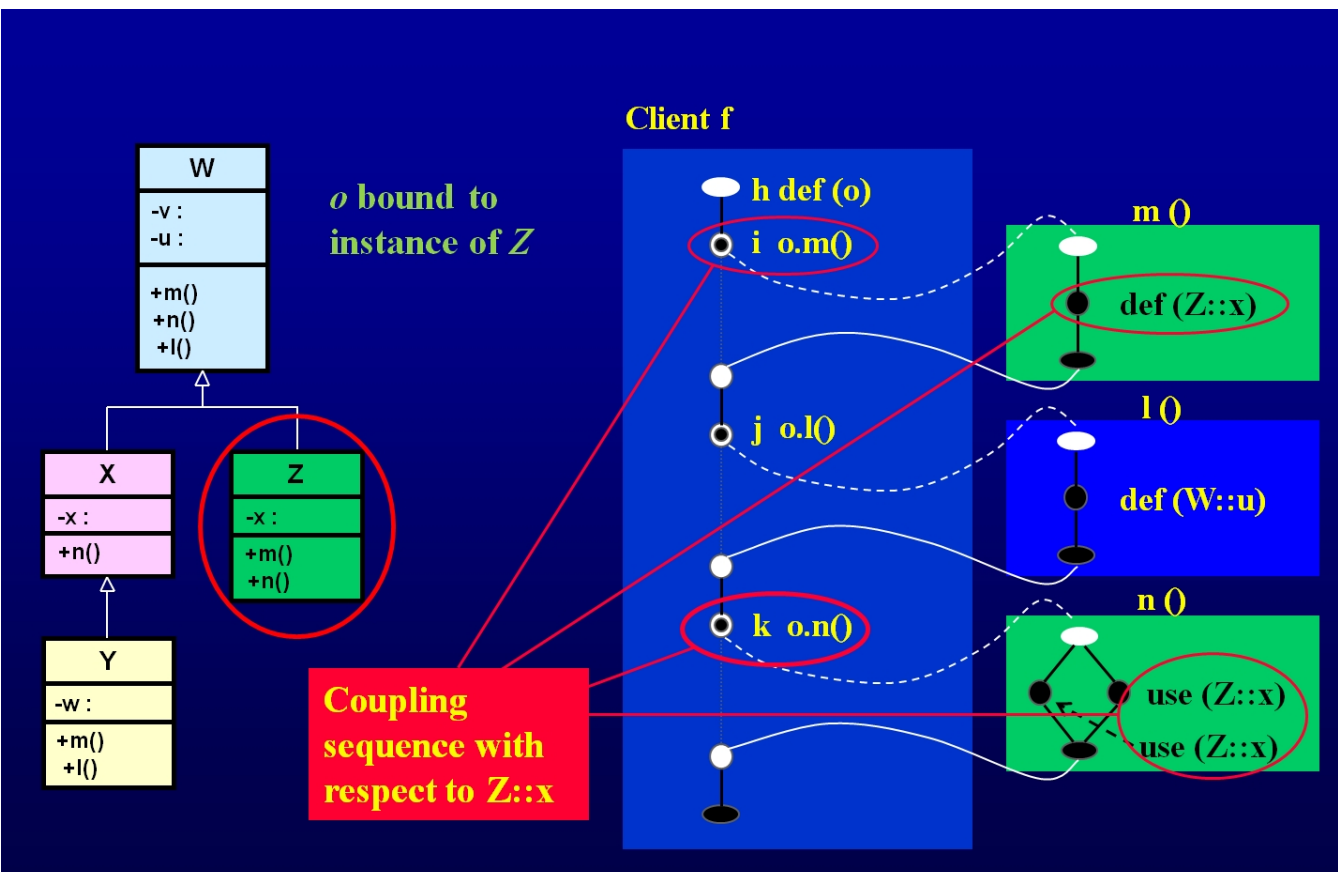 Client f
W
-v :
-u :
+m()
+n()
+l()
o bound to
instance of Z
h def (o)
i o.m()
m ()
def (Z::x)
j o.l()
l ()
def (W::u)
X
-x :
+n()
Z
-x :
+m()
+n()
k o.n()
n ()
use (Z::x)
use (Z::x)
Y
-w :
+m()
+l()
Coupling
sequence with
respect to Z::x